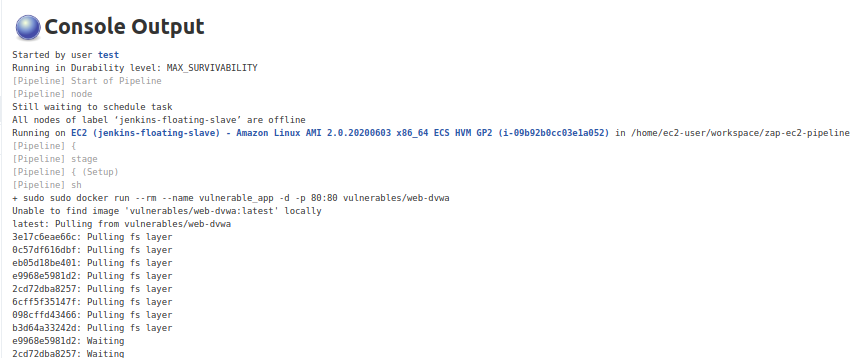 Console Output
Started by user test
Running in Durability level: MAX_SURVIVABILITY
[Pipeline] Start of Pipeline
[Pipeline] node
Still waiting to schedule task
All nodes of label ‘jenkins-floating-slave’ are offline
Running on EC2 (jenkins-floating-slave) - Amazon Linux AMI 2.0.20200603 x86_64 ECS HVM GP2 (i-09b92b0cc03e1a052) in /home/ec2-user/workspace/zap-ec2-pipeline
[Pipeline] {
[Pipeline] stage
[Pipeline] { (Setup)
[Pipeline] sh
+ sudo sudo docker run --rm --name vulnerable_app -d -p 80:80 vulnerables/web-dvwa
Unable to find image 'vulnerables/web-dvwa:latest' locally
latest: Pulling from vulnerables/web-dvwa
3e17c6eae66c: Pulling fs layer
0c57df616dbf: Pulling fs layer
eb05d18be401: Pulling fs layer
e9968e5981d2: Pulling fs layer
2cd72dba8257: Pulling fs layer
6cff5f35147f: Pulling fs layer
098cffd43466: Pulling fs layer
b3d64a33242d: Pulling fs layer
e9968e5981d2: Waiting
2cd72dba8257: Waiting